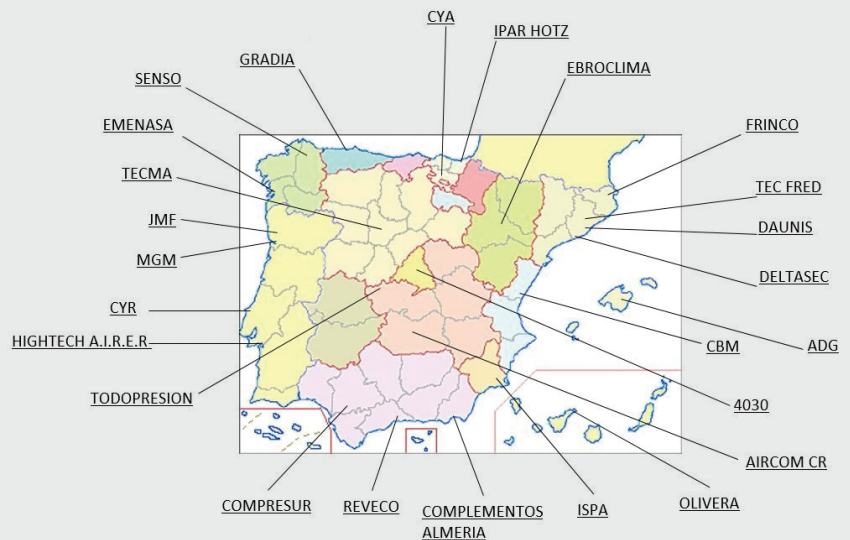 CYA
IPAR HOTZ
GRADIA
EBROCLIMA
SENSO
EMENASA
FRINCO
TECMA
TEC FRED
JMF
DAUNIS
MGM
DELTASEC
CYR
HIGHTECH A.I.R.E.R
CBM
ADG
TODOPRESION
4030
AIRCOM CR
COMPRESUR
REVECO
COMPLEMENTOS
ALMERIA
ISPA
OLIVERA